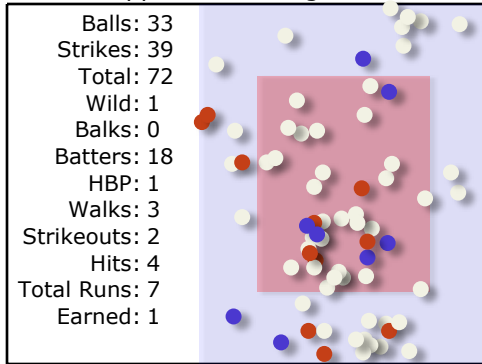 Balls: 33
Strikes: 39
Total: 72
Wild: 1
Balks: 0
Batters: 18
HBP: 1
Walks: 3
Strikeouts: 2
Hits: 4
Total Runs: 7
Earned: 1